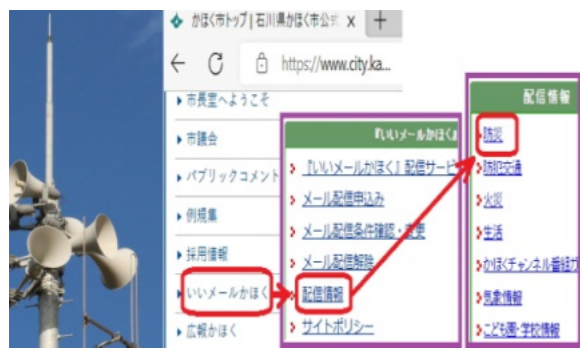 かほく市トップ | 石川県かほく市公式
https://www.city.ka...
市長室へようこそ
市議会
パブリックコメント
例規集
採用情報
いいメールかほく
広報かほく
『いいメールかほく』
『いいメールかほく』配信サービ
メール配信申込み
メール配信条件確認・変更
メール配信解除
配信情報
サイトポリシー
配信情報
防災
防犯交通
火災
生活
かほくチャンネル番組ガ
気象情報
こども園・学校情報